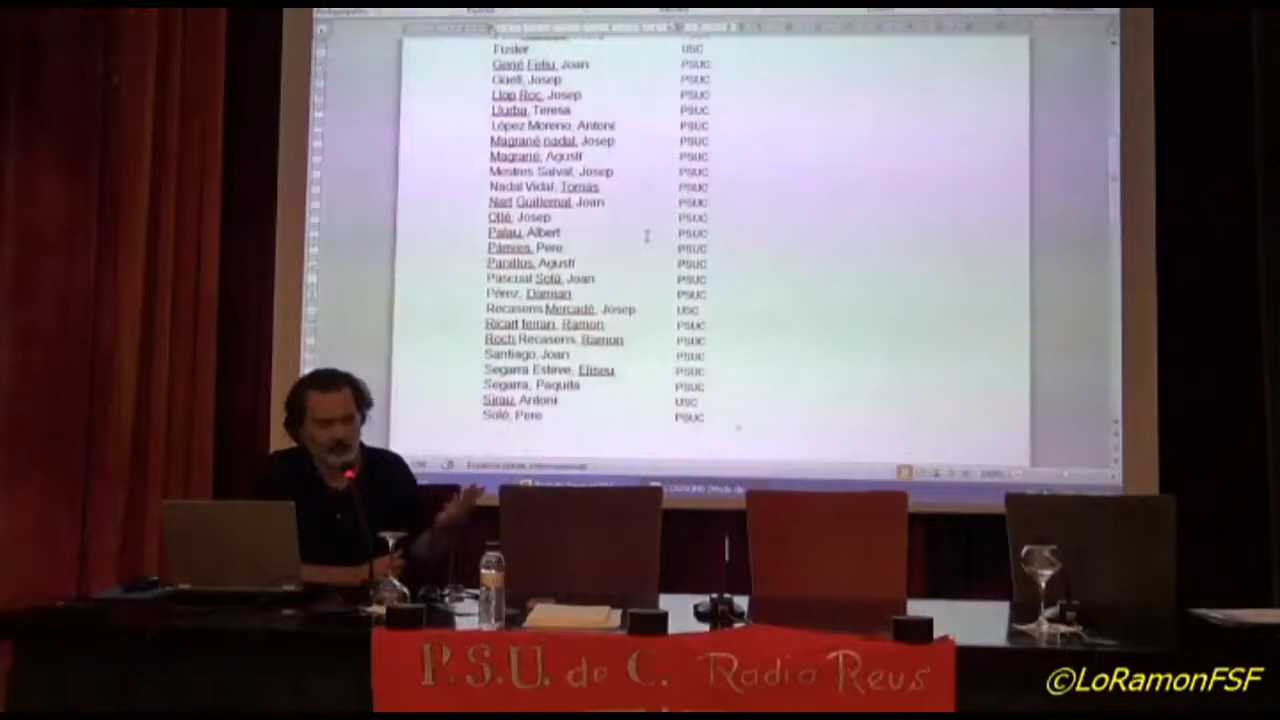 Fuster USC
Gené Feliu, Joan PSUC
Güell, Josep PSUC
Llop Roc, Josep PSUC
Llurba, Teresa PSUC
López Moreno, Antoni PSUC
Magrané nadal, Josep PSUC
Magrané, Agustí PSUC
Mestres Salvat, Josep PSUC
Nadal Vidal, Tomás PSUC
Guillemat, Joan PSUC
Ollé, Josep PSUC
Palau, Albert PSUC
Pàmies, Pere PSUC
Agustí PSUC
Pascual Solà, Joan PSUC
Pérez, Damian PSUC
Recasens Mercadé, Josep USC
Ricart ferran, Ramon PSUC
Roch Recasens, Ramon PSUC
Santiago, Joan PSUC
Segarra Esteve, Eliseu PSUC
Segarra, Paquita PSUC
Antoni USC
Solé, Pere PSUC
P.S.U. de C. Radio Reus
©LoRamonFSF